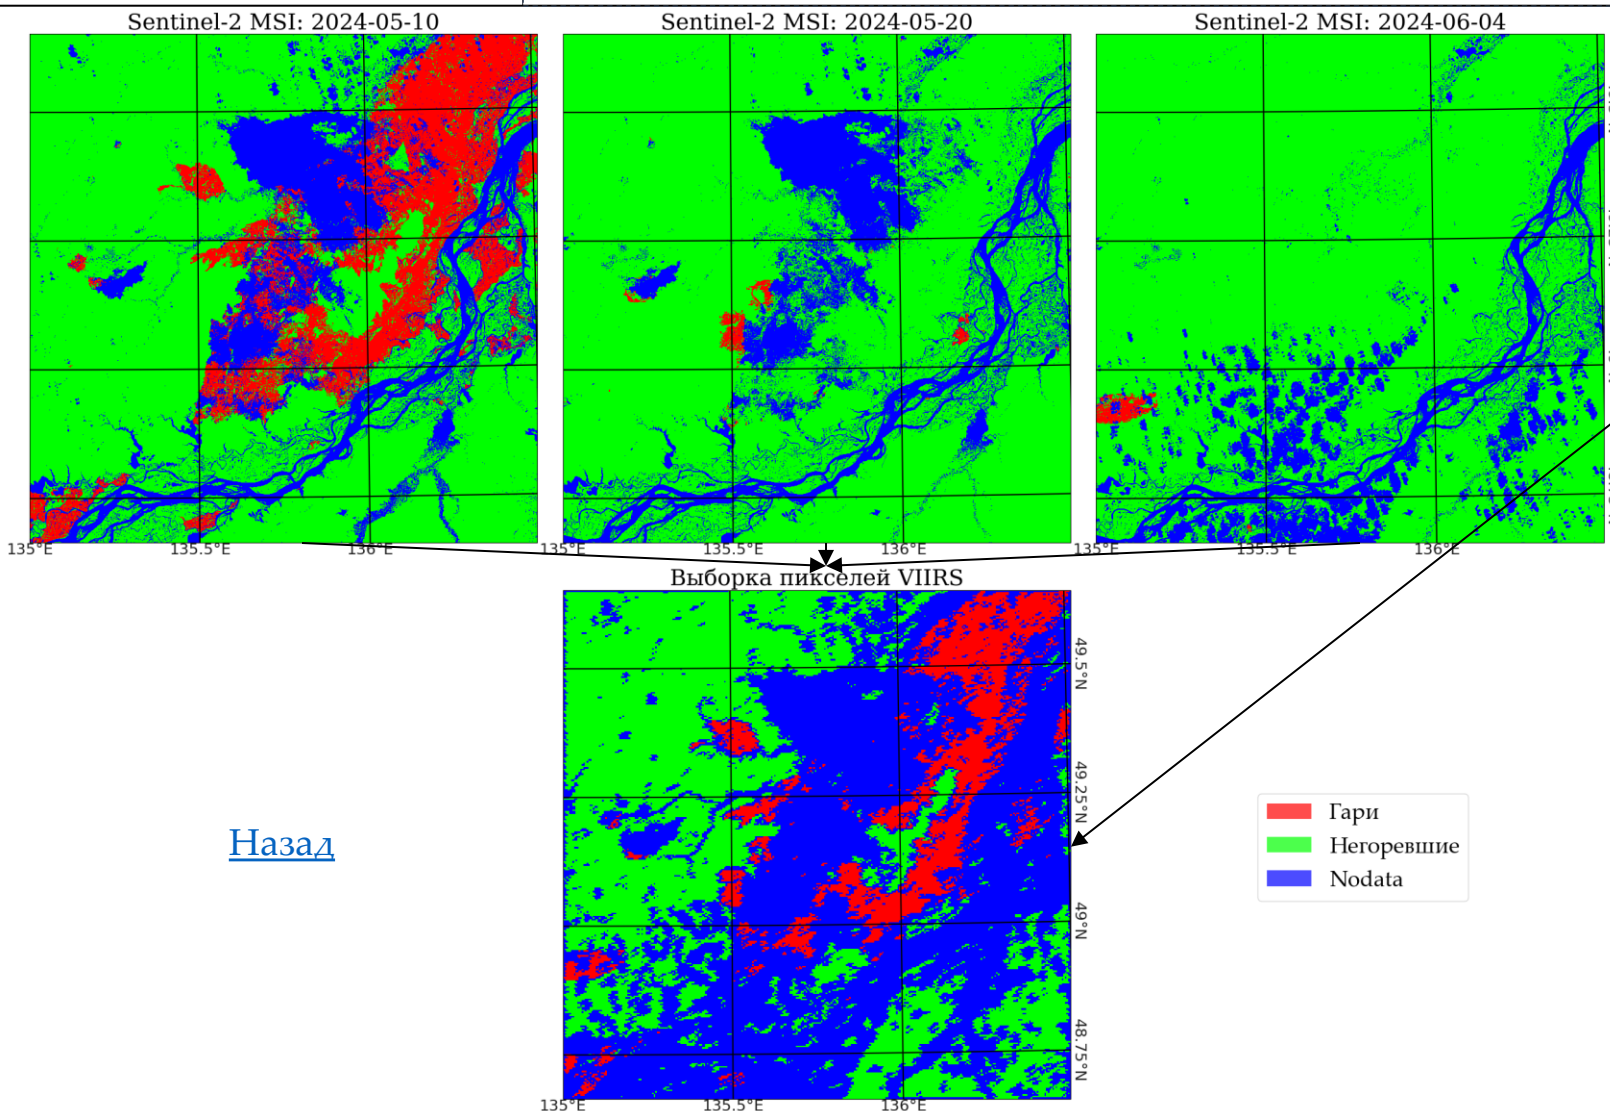 Sentinel-2 MSI: 2024-05-10
Sentinel-2 MSI: 2024-05-20
Sentinel-2 MSI: 2024-06-04
135°E 135.5°E 136°E
135°E 135.5°E 136°E
135°E 135.5°E 136°E
Выборка пикселей VIIRS
49.5°N
49.25°N
49°N
48.75°N
135°E 135.5°E 136°E
Назад
Гари
Негоревшие
Nodata